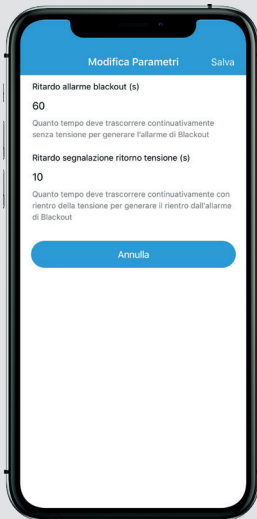 Modifica Parametri Salva
Ritardo allarme blackout (s)
60
Quanto tempo deve trascorrere continuativamente
senza tensione per generare l'allarme di Blackout
Ritardo segnalazione ritorno tensione (s)
10
Quanto tempo deve trascorrere continuativamente con
rientro della tensione per generare il rientro dall'allarme
di Blackout
Annulla